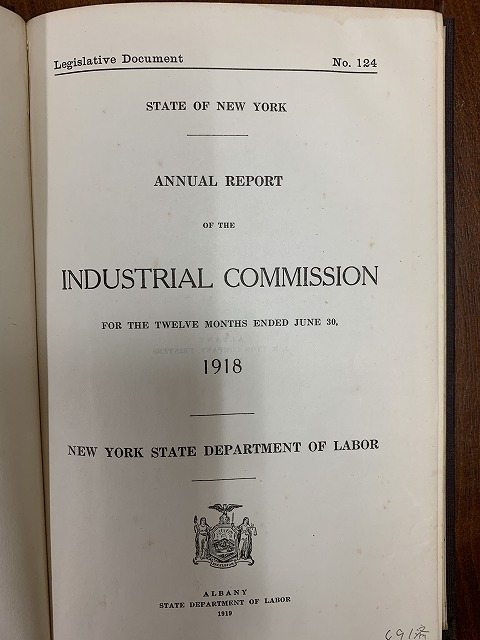 Legislative Document No. 124
STATE OF NEW YORK
ANNUAL REPORT
OF THE
INDUSTRIAL COMMISSION
FOR THE TWELVE MONTHS ENDED JUNE 30,
1918
NEW YORK STATE DEPARTMENT OF LABOR
ALBANY
STATE DEPARTMENT OF LABOR
1919